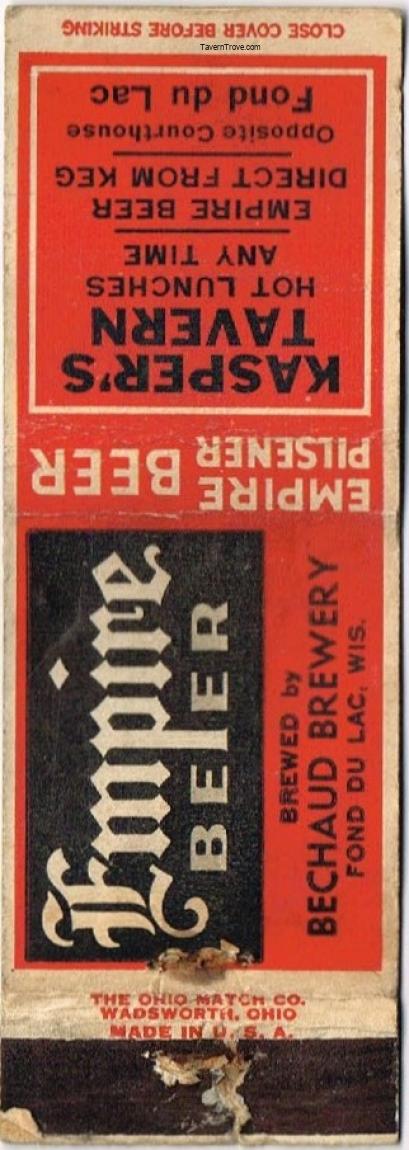 CLOSE COVER BEFORE STRIKING
TavernTrove.com
KASPER'S
TAVERN
HOT LUNCHES
ANY TIME
EMPIRE BEER
DIRECT FROM KEG
Opposite Courthouse
Fond du Lac
EMPIRE PILSENER BEER
Empire
BEER
BREWED by
BECHAUD BREWERY
FOND DU LAC, WIS.
THE OHIO MATCH CO.
WADSWORTH, OHIO
MADE IN U. S. A.